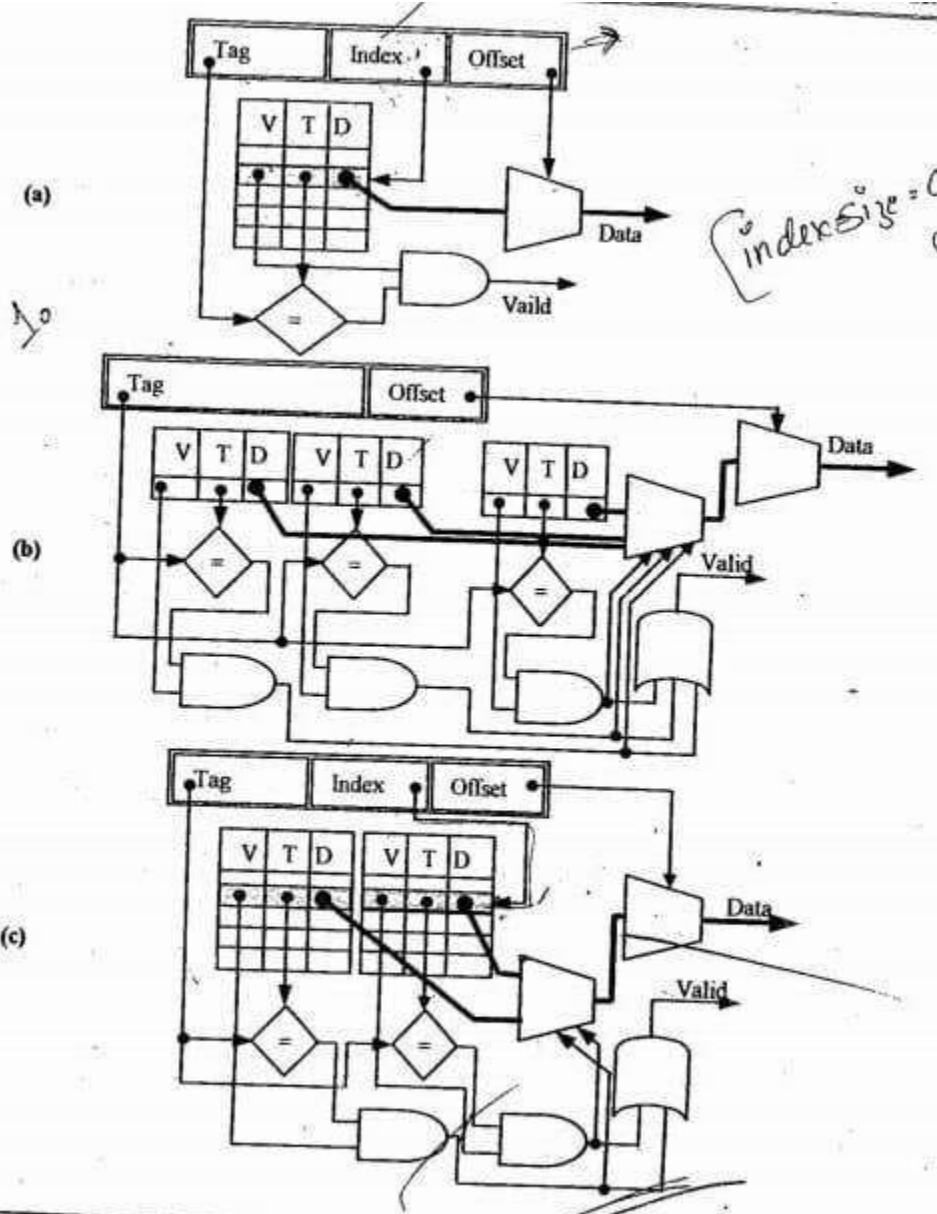 Tag Index Offset
V T D
(a)
Data
Vaild
index size =
Tag Offset
V T D V T D V T D
Data
(b)
= = =
Valid
Tag Index Offset
V T D V T D
Data
(c)
Valid
= =